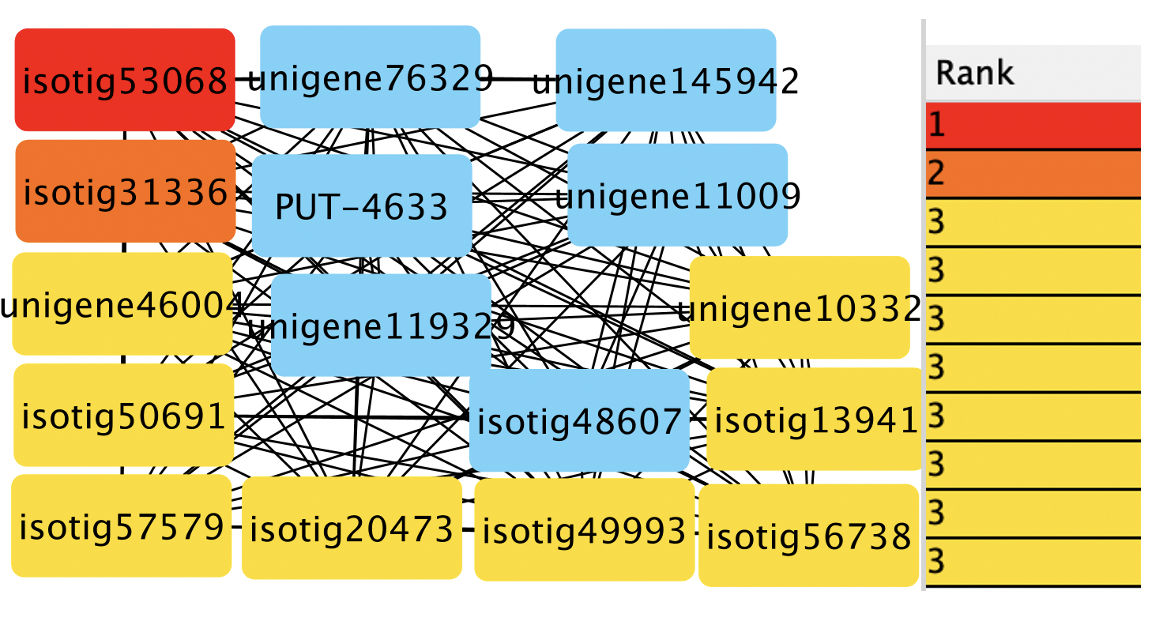 isotig53068
unigene76329
unigene145942
isotig31336
PUT-4633
unigene11009
unigene46004
unigene119329
unigene10332
isotig50691
isotig48607
isotig13941
isotig57579
isotig20473
isotig49993
isotig56738
Rank
1
2
3
3
3
3
3
3
3
3